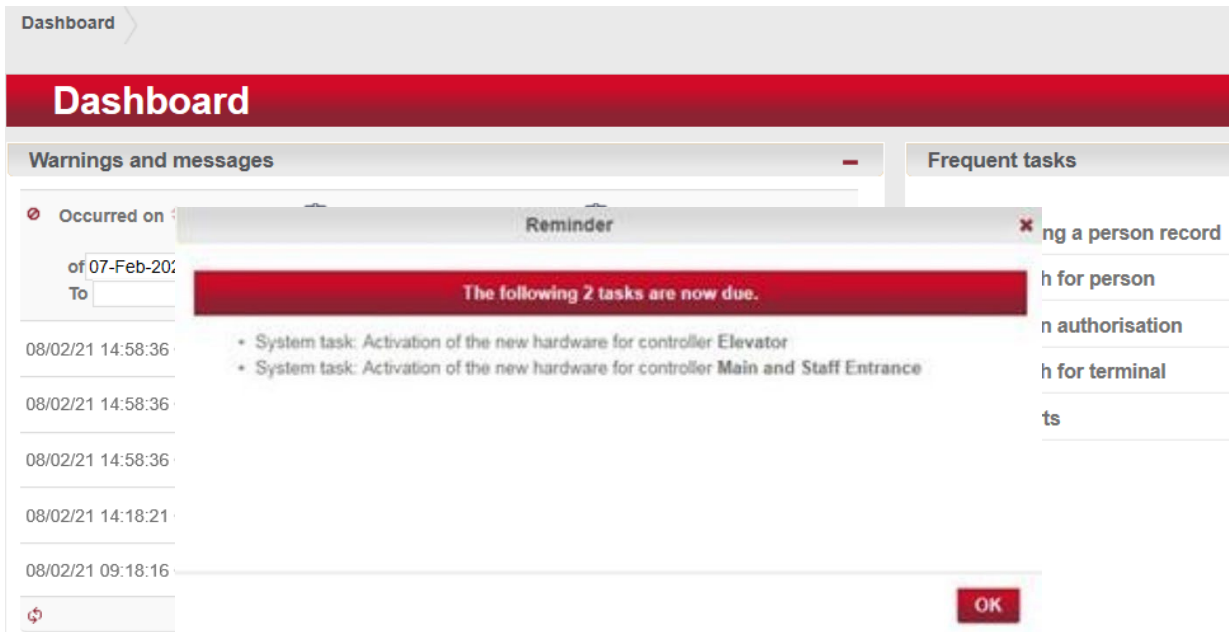 Dashboard
Dashboard
Warnings and messages
Frequent tasks
Occurred on
of 07-Feb-202
To
Reminder
The following 2 tasks are now due.
• System task: Activation of the new hardware for controller Elevator
• System task: Activation of the new hardware for controller Main and Staff Entrance
OK
08/02/21 14:58:36
08/02/21 14:58:36
08/02/21 14:58:36
08/02/21 14:18:21
08/02/21 09:18:16
ng a person record
h for person
n authorisation
h for terminal
ts